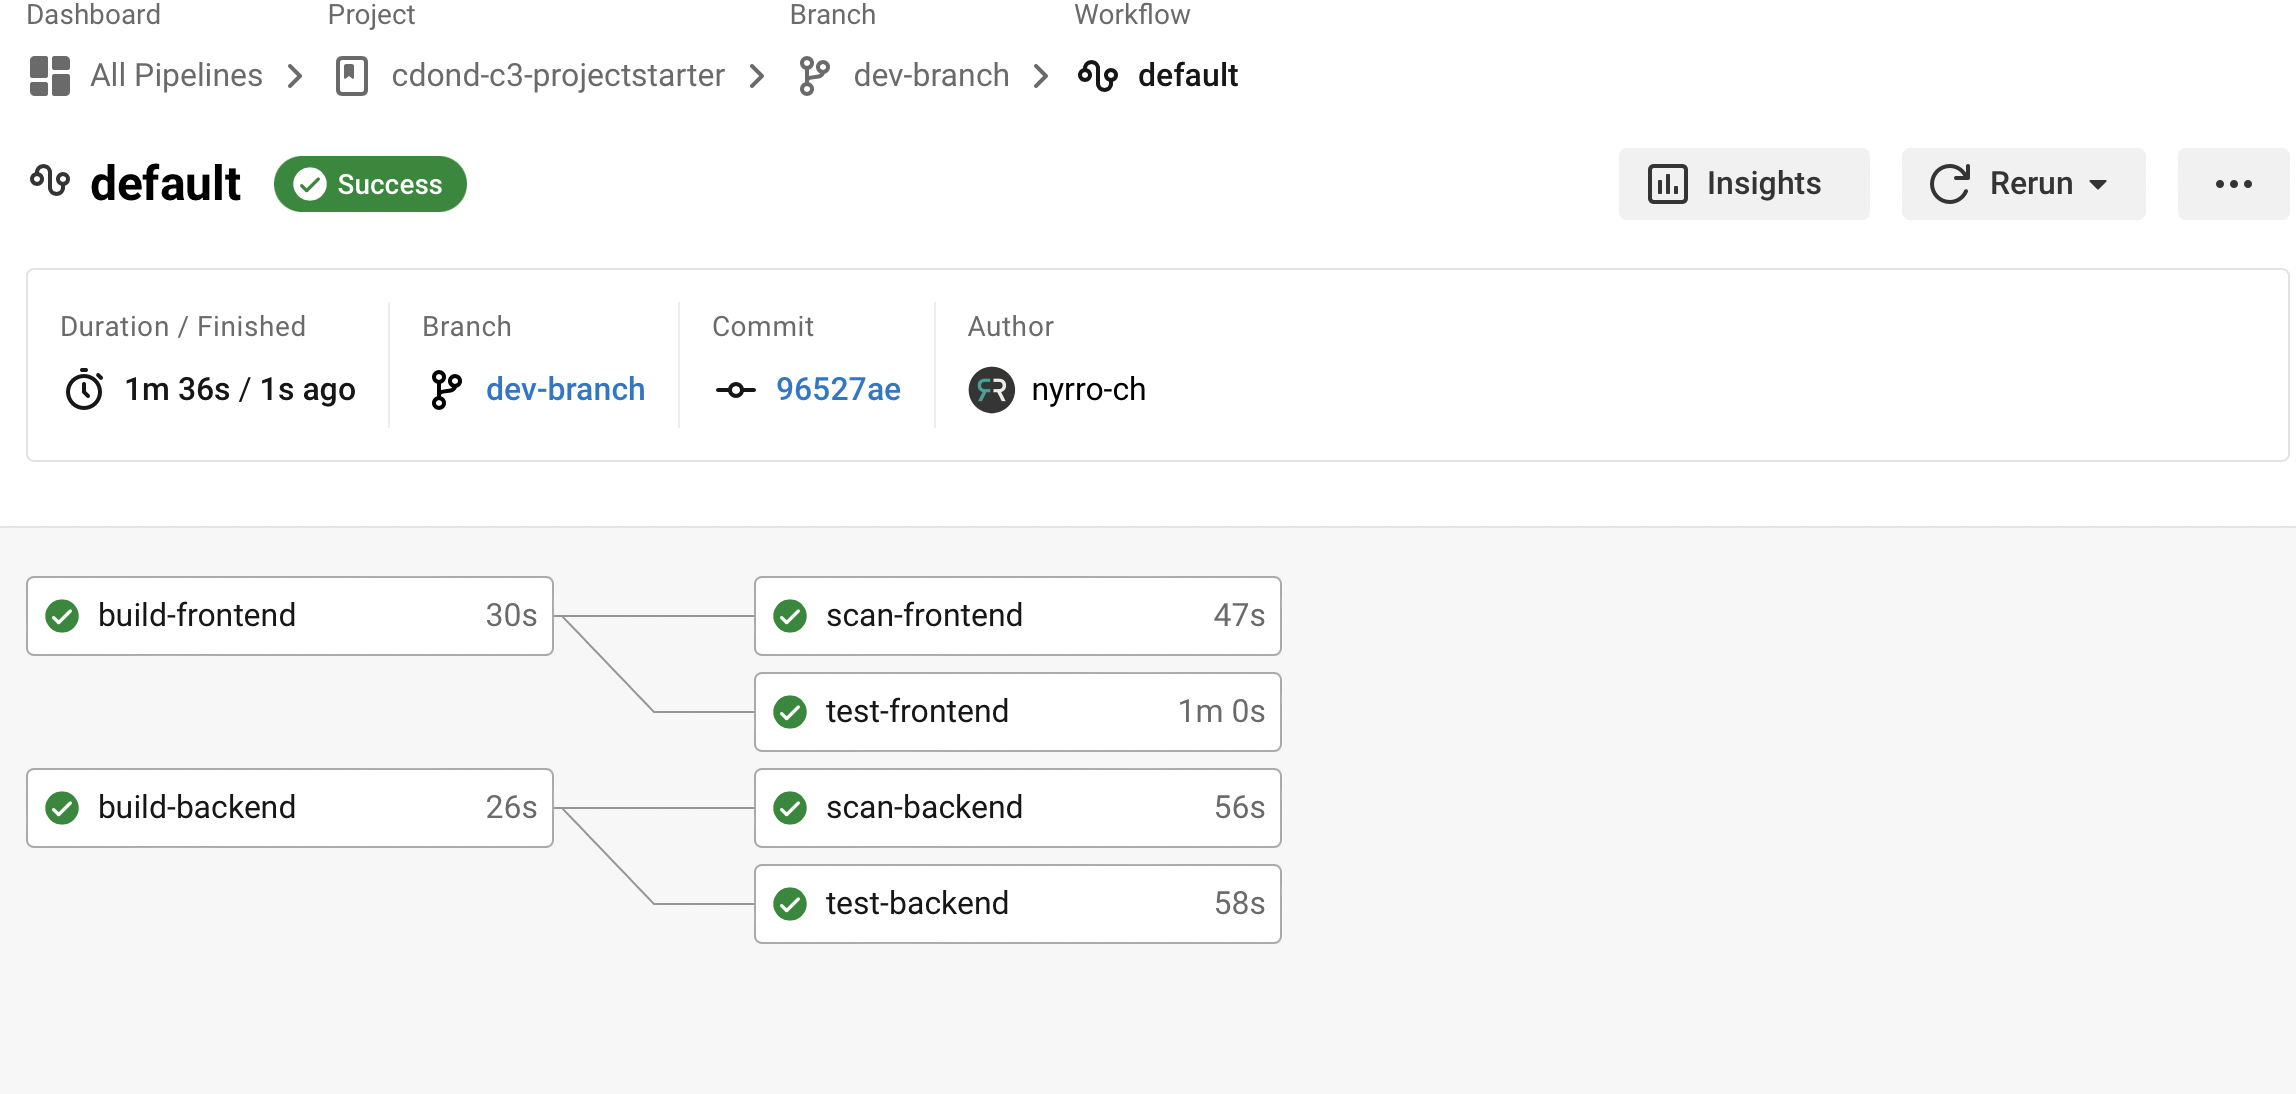 Dashboard Project Branch Workflow
All Pipelines cdond-c3-projectstarter dev-branch default
default Success Insights Rerun
Duration / Finished Branch Commit Author
1m 36s / 1s ago dev-branch 96527ae nyrro-ch
build-frontend 30s scan-frontend 47s
test-frontend 1m 0s
build-backend 26s scan-backend 56s
test-backend 58s